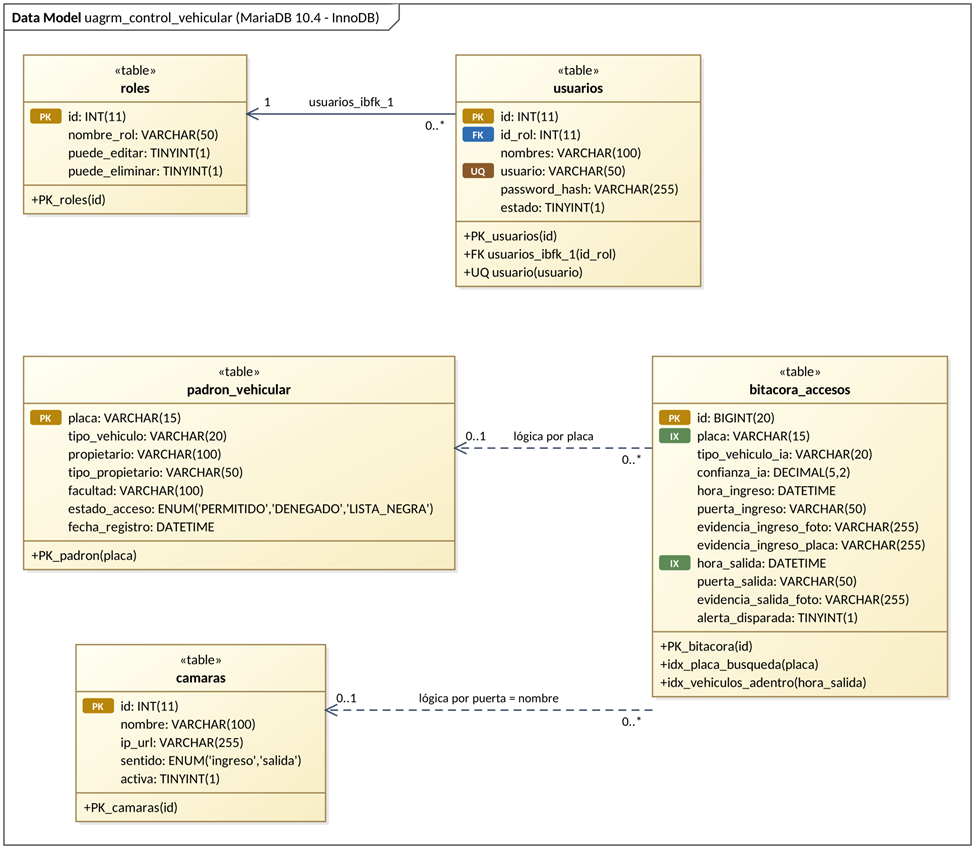 Data Model uagrm_control_vehicular (MariaDB 10.4 - InnoDB)
«table»
roles
PK id: INT(11)
nombre_rol: VARCHAR(50)
puede_editar: TINYINT(1)
puede_eliminar: TINYINT(1)
+PK_roles(id)
1 usuarios_ibfk_1
0..*
«table»
usuarios
PK id: INT(11)
FK id_rol: INT(11)
nombres: VARCHAR(100)
UQ usuario: VARCHAR(50)
password_hash: VARCHAR(255)
estado: TINYINT(1)
+PK_usuarios(id)
+FK usuarios_ibfk_1(id_rol)
+UQ usuario(usuario)
«table»
padron_vehicular
PK placa: VARCHAR(15)
tipo_vehiculo: VARCHAR(20)
propietario: VARCHAR(100)
tipo_propietario: VARCHAR(50)
facultad: VARCHAR(100)
estado_acceso: ENUM('PERMITIDO','DENEGADO','LISTA_NEGRA')
fecha_registro: DATETIME
+PK_padron(placa)
0..1 lógica por placa
0..*
«table»
bitacora_accesos
PK id: BIGINT(20)
IX placa: VARCHAR(15)
tipo_vehiculo_ia: VARCHAR(20)
confianza_ia: DECIMAL(5,2)
hora_ingreso: DATETIME
puerta_ingreso: VARCHAR(50)
evidencia_ingreso_foto: VARCHAR(255)
evidencia_ingreso_placa: VARCHAR(255)
IX hora_salida: DATETIME
puerta_salida: VARCHAR(50)
evidencia_salida_foto: VARCHAR(255)
alerta_disparada: TINYINT(1)
+PK_bitacora(id)
+idx_placa_busqueda(placa)
+idx_vehiculos_adentro(hora_salida)
«table»
camaras
PK id: INT(11)
nombre: VARCHAR(100)
ip_url: VARCHAR(255)
sentido: ENUM('ingreso','salida')
activa: TINYINT(1)
+PK_camaras(id)
0..1 lógica por puerta = nombre
0..*